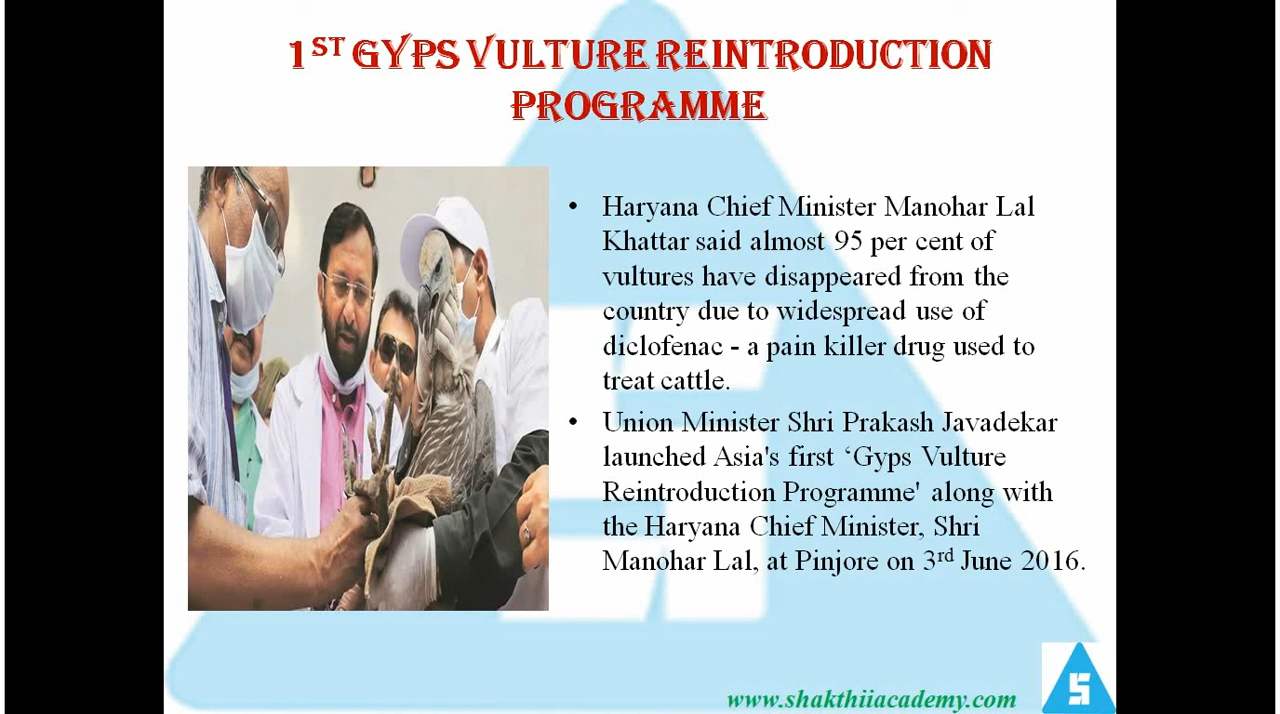 1ST GYPS VULTURE REINTRODUCTION
PROGRAMME
• Haryana Chief Minister Manohar Lal
Khattar said almost 95 per cent of
vultures have disappeared from the
country due to widespread use of
diclofenac - a pain killer drug used to
treat cattle.
• Union Minister Shri Prakash Javadekar
launched Asia's first ‘Gyps Vulture
Reintroduction Programme' along with
the Haryana Chief Minister, Shri
Manohar Lal, at Pinjore on 3rd June 2016.
www.shakthiiacademy.com
S